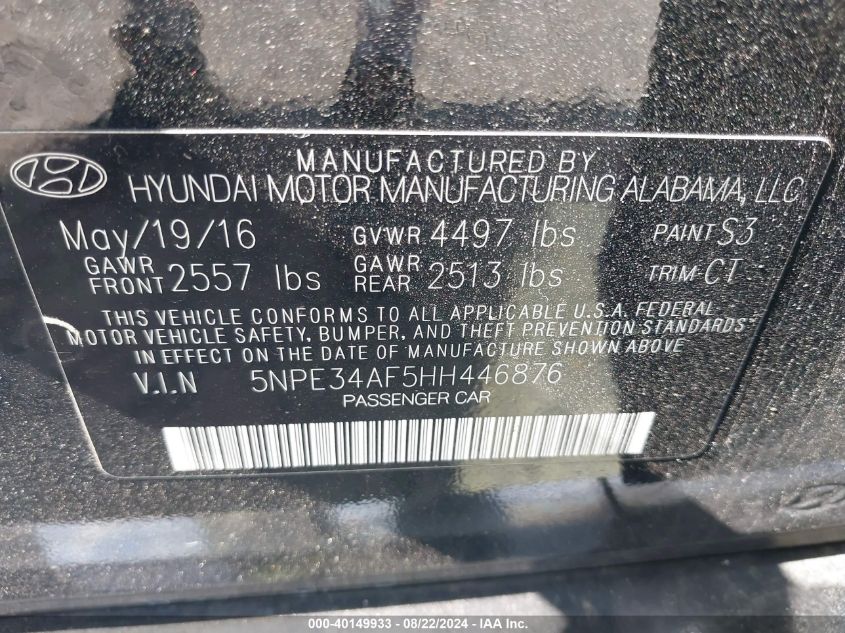 MANUFACTURED BY
HYUNDAI MOTOR MANUFACTURING ALABAMA, LLC
May/19/16 GVWR 4497 lbs PAINT S3
GAWR FRONT 2557 lbs GAWR REAR 2513 lbs TRIM CT
THIS VEHICLE CONFORMS TO ALL APPLICABLE U.S.A. FEDERAL
MOTOR VEHICLE SAFETY, BUMPER, AND THEFT PREVENTION STANDARDS
IN EFFECT ON THE DATE OF MANUFACTURE SHOWN ABOVE
V.I.N 5NPE34AF5HH446876
PASSENGER CAR
000-40149933 - 08/22/2024 - IAA Inc.